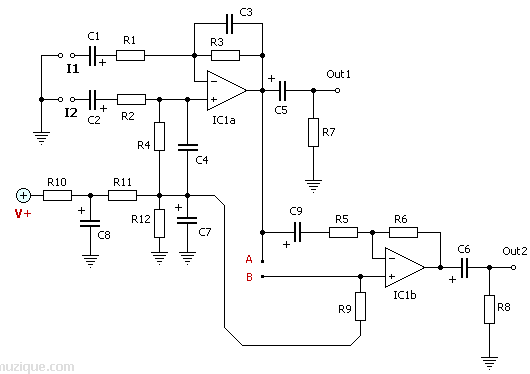 C3
C1
R1
R3
+
I1
−
+
Out1
I2
+
C2
R2
+
IC1a
C5
R7
R4
C4
R10
R11
+
V+
+
C8
R12
+
C7
C9
R5
R6
+
A
−
C6
Out2
B
+
IC1b
+
R9
R8
muzique.com